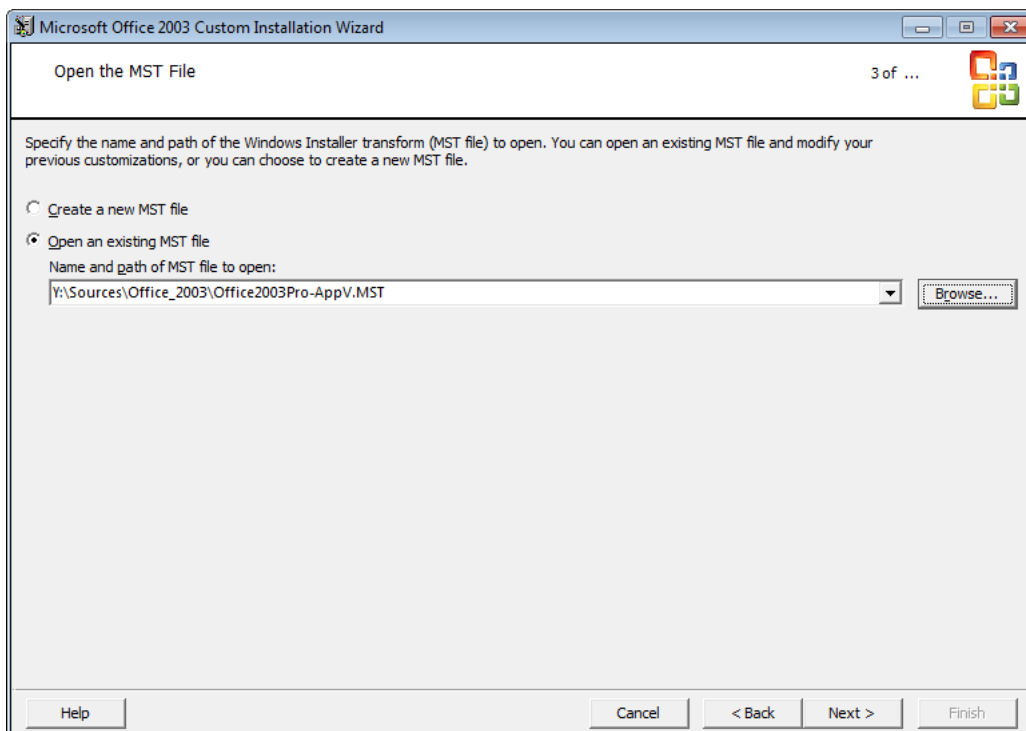 Microsoft Office 2003 Custom Installation Wizard
Open the MST File
3 of ...
Specify the name and path of the Windows Installer transform (MST file) to open. You can open an existing MST file and modify your
previous customizations, or you can choose to create a new MST file.
Create a new MST file
Open an existing MST file
Name and path of MST file to open:
Y:\Sources\Office_2003\Office2003Pro-AppV.MST
Browse...
Help
Cancel
< Back
Next >
Finish